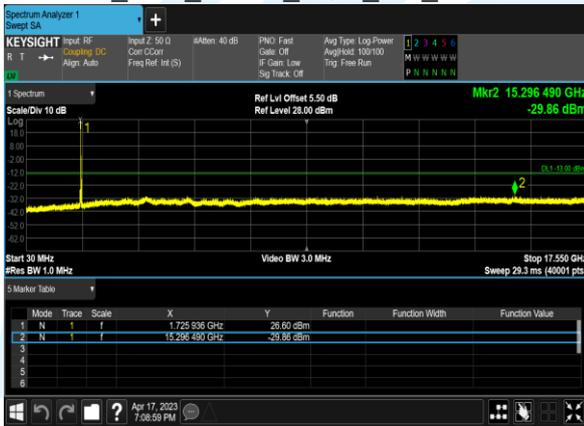 Spectrum Analyzer 1
Swept SA
KEYSIGHT
R T
LV
Input: RF
Coupling: DC
Align: Auto
Input Z: 50 Ω
Corr CCorr
Freq Ref: Int (S)
#Atten: 40 dB
PNO: Fast
Gate: Off
IF Gain: Low
Sig Track: Off
Avg Type: Log-Power
Avg|Hold: 100/100
Trig: Free Run
1 2 3 4 5 6
M W W W W W
P N N N N N
1 Spectrum
Scale/Div 10 dB
Log
Ref Lvl Offset 5.50 dB
Ref Level 28.00 dBm
Mkr2 15.296 490 GHz
-29.86 dBm
18.0
8.00
-2.00
-12.0
-22.0
-32.0
-42.0
-52.0
-62.0
1
DL1 -13.00 dBm
2
Start 30 MHz
#Res BW 1.0 MHz
Video BW 3.0 MHz
Stop 17.550 GHz
Sweep 29.3 ms (40001 pts)
5 Marker Table
Mode Trace Scale X Y Function Function Width Function Value
1 N 1 f 1.725 936 GHz 26.60 dBm
2 N 1 f 15.296 490 GHz -29.86 dBm
3
4
5
6
?
Apr 17, 2023
7:08:59 PM